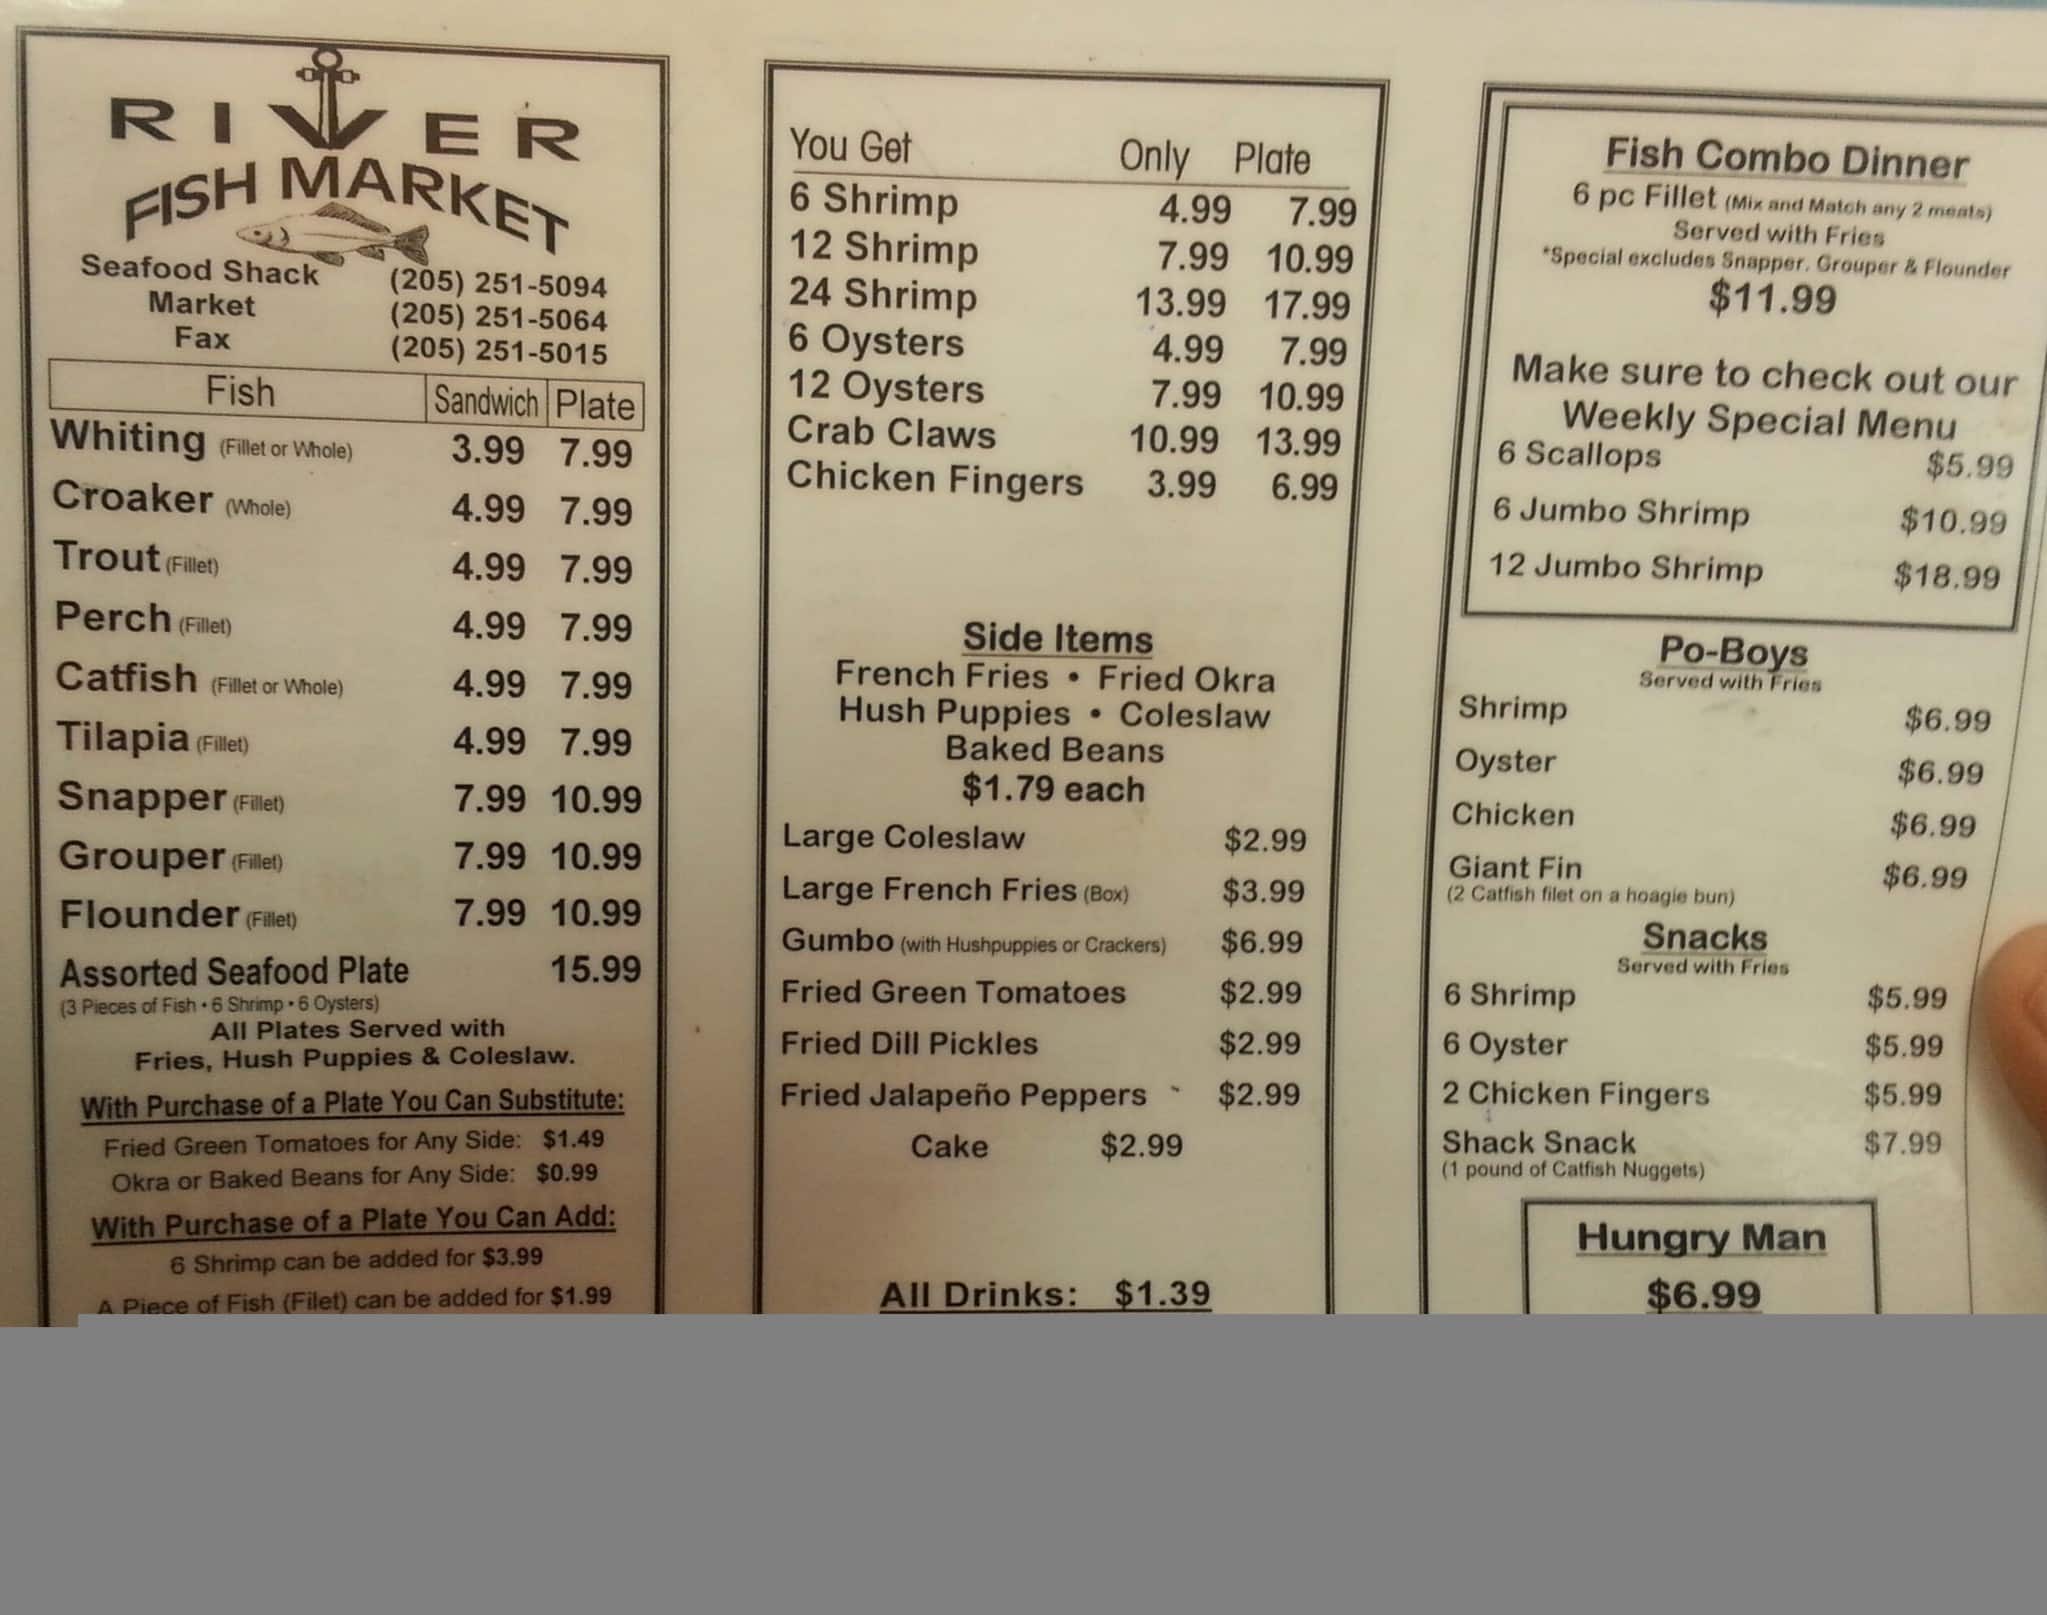 RIVER
FISH MARKET
Seafood Shack (205) 251-5094
Market (205) 251-5064
Fax (205) 251-5015
Fish Sandwich Plate
Whiting (Fillet or Whole) 3.99 7.99
Croaker (Whole) 4.99 7.99
Trout (Fillet) 4.99 7.99
Perch (Fillet) 4.99 7.99
Catfish (Fillet or Whole) 4.99 7.99
Tilapia (Fillet) 4.99 7.99
Snapper (Fillet) 7.99 10.99
Grouper (Fillet) 7.99 10.99
Flounder (Fillet) 7.99 10.99
Assorted Seafood Plate 15.99
(3 Pieces of Fish • 6 Shrimp • 6 Oysters)
All Plates Served with
Fries, Hush Puppies & Coleslaw.
With Purchase of a Plate You Can Substitute:
Fried Green Tomatoes for Any Side: $1.49
Okra or Baked Beans for Any Side: $0.99
With Purchase of a Plate You Can Add:
6 Shrimp can be added for $3.99
A Piece of Fish (Filet) can be added for $1.99
You Get Only Plate
6 Shrimp 4.99 7.99
12 Shrimp 7.99 10.99
24 Shrimp 13.99 17.99
6 Oysters 4.99 7.99
12 Oysters 7.99 10.99
Crab Claws 10.99 13.99
Chicken Fingers 3.99 6.99
Side Items
French Fries • Fried Okra
Hush Puppies • Coleslaw
Baked Beans
$1.79 each
Large Coleslaw $2.99
Large French Fries (Box) $3.99
Gumbo (with Hushpuppies or Crackers) $6.99
Fried Green Tomatoes $2.99
Fried Dill Pickles $2.99
Fried Jalapeño Peppers $2.99
Cake $2.99
All Drinks: $1.39
Fish Combo Dinner
6 pc Fillet (Mix and Match any 2 meats)
Served with Fries
*Special excludes Snapper, Grouper & Flounder
$11.99
Make sure to check out our
Weekly Special Menu
6 Scallops $5.99
6 Jumbo Shrimp $10.99
12 Jumbo Shrimp $18.99
Po-Boys
Served with Fries
Shrimp $6.99
Oyster $6.99
Chicken $6.99
Giant Fin $6.99
(2 Catfish filet on a hoagie bun)
Snacks
Served with Fries
6 Shrimp $5.99
6 Oyster $5.99
2 Chicken Fingers $5.99
Shack Snack $7.99
(1 pound of Catfish Nuggets)
Hungry Man
$6.99